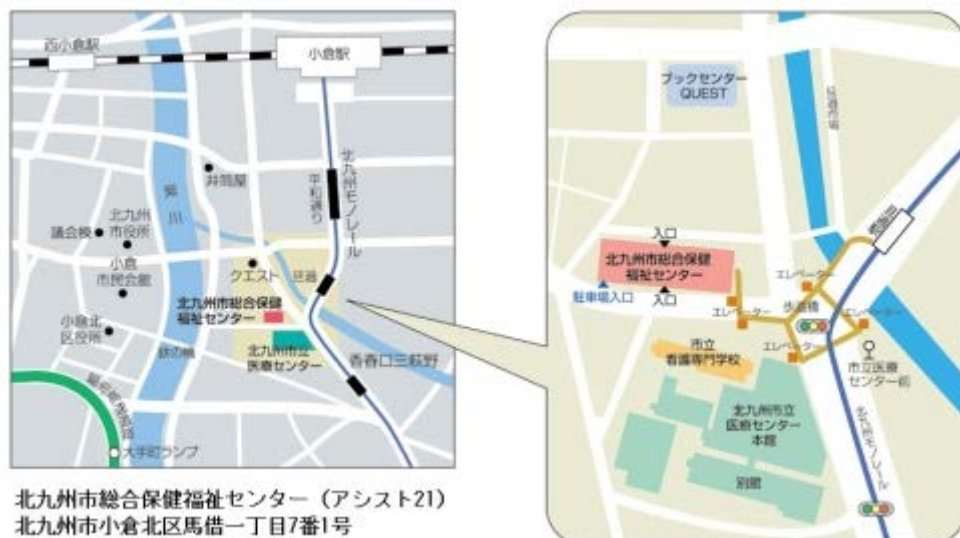 西小倉駅
小倉駅
北九州モノレール
平和通り
井筒屋
紫川
北九州
市役所
議会棟
小倉
市民会館
クエスト
旦過
北九州市総合保健
福祉センター
小倉北
区役所
鉄の橋
北九州市立
医療センター
香春口三萩野
大手町ランプ
北九州市総合保健福祉センター（アシスト21）
北九州市小倉北区馬借一丁目7番1号
ブックセンター
QUEST
旦過市場
旦過駅
入口
北九州市総合保健
福祉センター
駐車場入口
入口
エレベーター
歩道橋
エレベーター
エレベーター
エレベーター
市立
看護専門学校
市立医療
センター前
北九州市立
医療センター
本館
別館
北九州モノレール